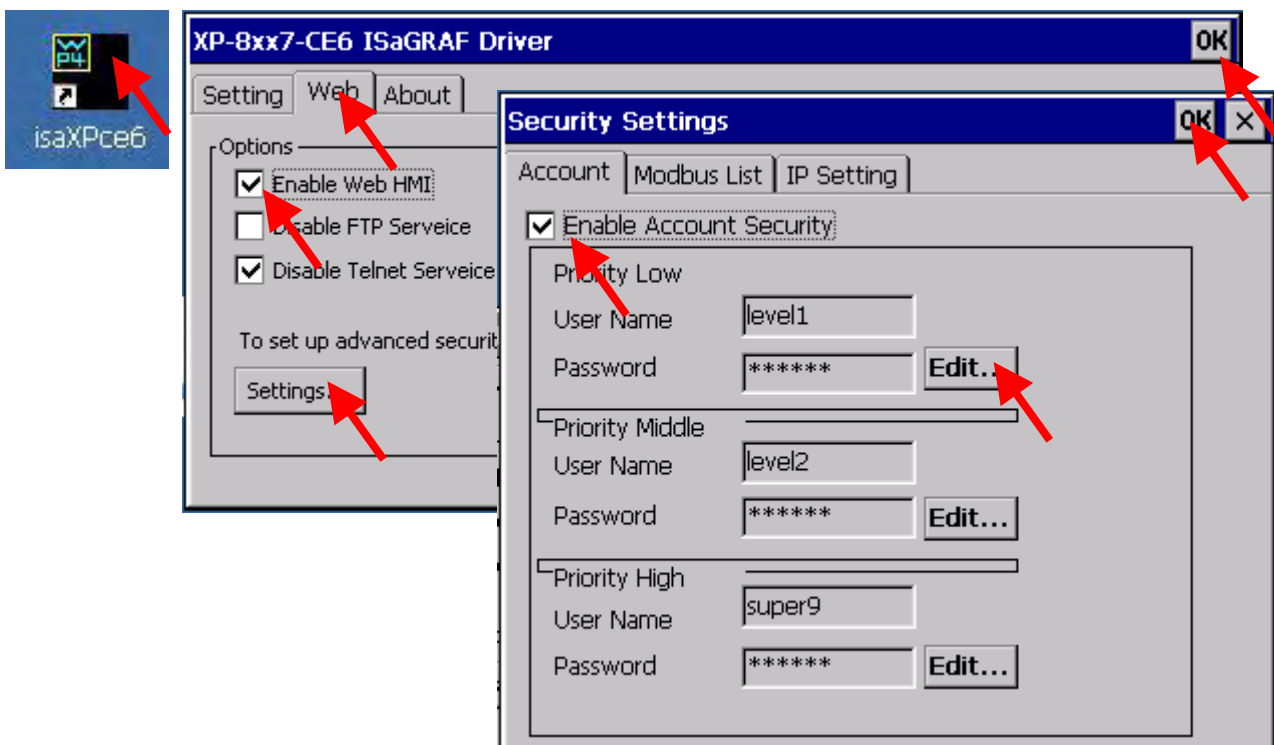 isaXPce6
XP-8xx7-CE6 ISaGRAF Driver
OK
Setting
Web
About
Options
Enable Web HMI
Disable FTP Serveice
Disable Telnet Serveice
To set up advanced securit
Settings.
Security Settings
OK
×
Account
Modbus List
IP Setting
Enable Account Security
Priority Low
User Name
level1
Password
******
Edit...
Priority Middle
User Name
level2
Password
******
Edit...
Priority High
User Name
super9
Password
******
Edit...